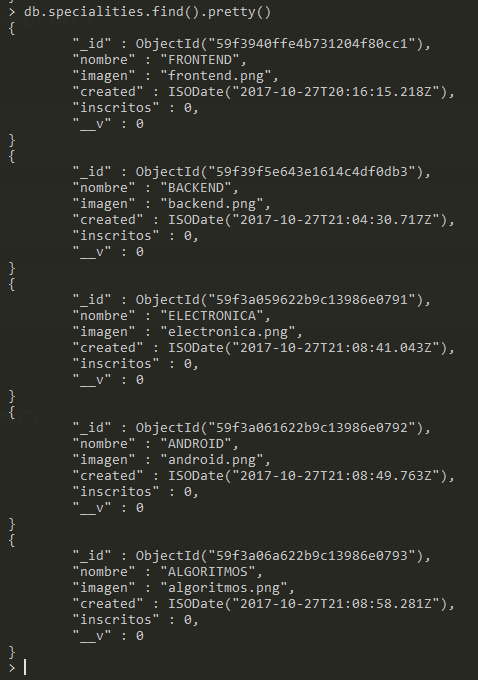 > db.specialities.find().pretty()
{
        "_id" : ObjectId("59f3940ffe4b731204f80cc1"),
        "nombre" : "FRONTEND",
        "imagen" : "frontend.png",
        "created" : ISODate("2017-10-27T20:16:15.218Z"),
        "inscritos" : 0,
        "__v" : 0
}
{
        "_id" : ObjectId("59f39f5e643e1614c4df0db3"),
        "nombre" : "BACKEND",
        "imagen" : "backend.png",
        "created" : ISODate("2017-10-27T21:04:30.717Z"),
        "inscritos" : 0,
        "__v" : 0
}
{
        "_id" : ObjectId("59f3a059622b9c13986e0791"),
        "nombre" : "ELECTRONICA",
        "imagen" : "electronica.png",
        "created" : ISODate("2017-10-27T21:08:41.043Z"),
        "inscritos" : 0,
        "__v" : 0
}
{
        "_id" : ObjectId("59f3a061622b9c13986e0792"),
        "nombre" : "ANDROID",
        "imagen" : "android.png",
        "created" : ISODate("2017-10-27T21:08:49.763Z"),
        "inscritos" : 0,
        "__v" : 0
}
{
        "_id" : ObjectId("59f3a06a622b9c13986e0793"),
        "nombre" : "ALGORITMOS",
        "imagen" : "algoritmos.png",
        "created" : ISODate("2017-10-27T21:08:58.281Z"),
        "inscritos" : 0,
        "__v" : 0
}
>